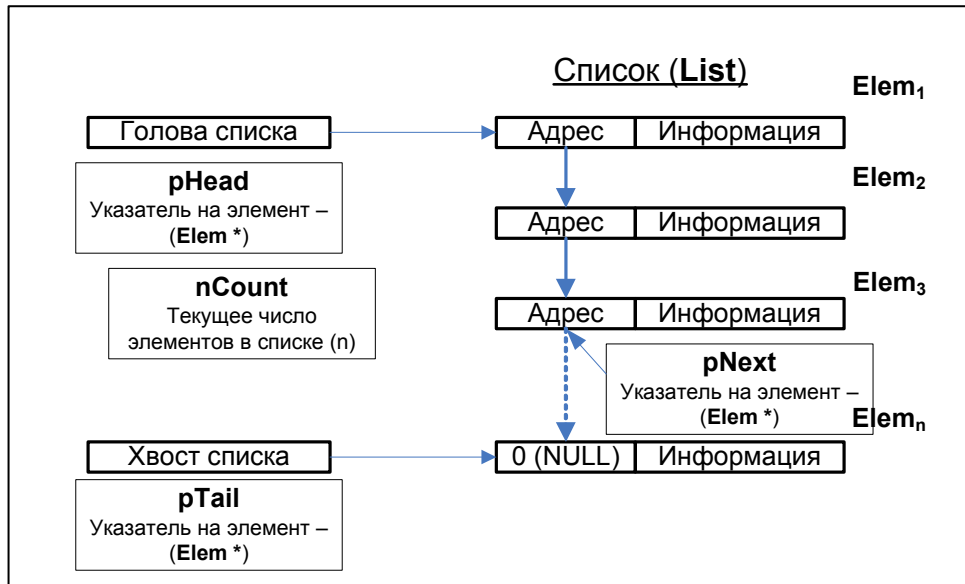 Список (List)
Elem₁
Голова списка
Адрес Информация
pHead
Указатель на элемент –
(Elem *)
Elem₂
Адрес Информация
nCount
Текущее число
элементов в списке (n)
Elem₃
Адрес Информация
pNext
Указатель на элемент –
(Elem *)
Elemₙ
Хвост списка
0 (NULL) Информация
pTail
Указатель на элемент –
(Elem *)